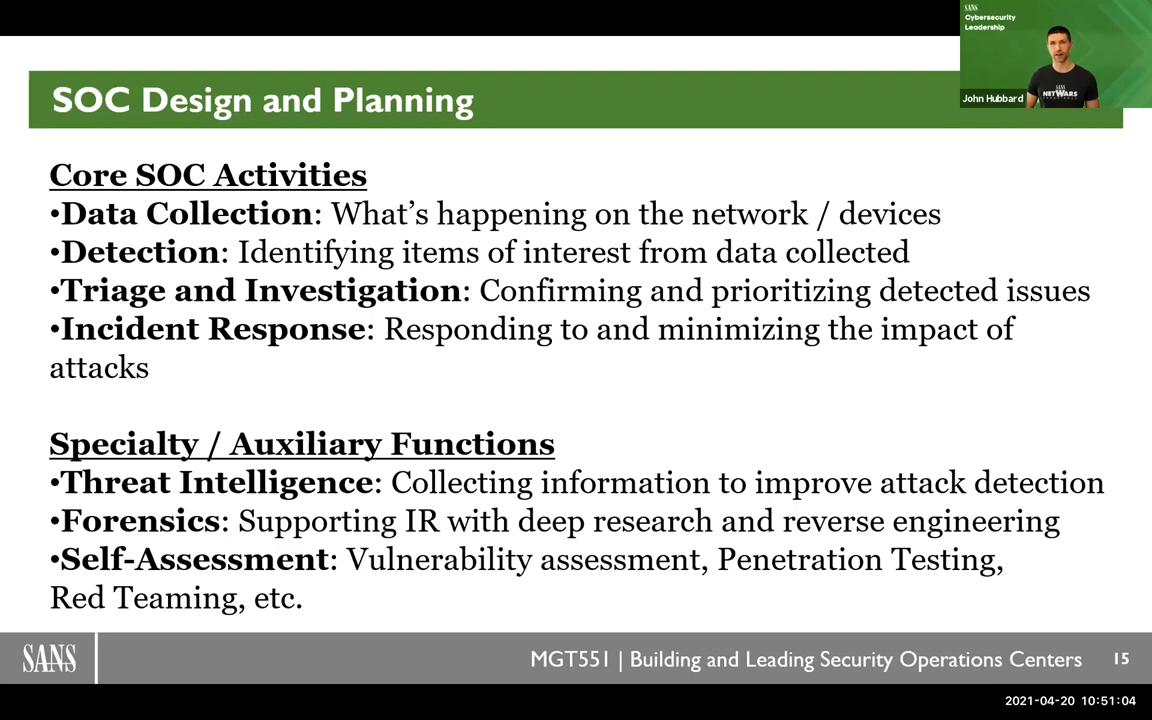 SANS
Cybersecurity
Leadership
SANS
NETWARS
John Hubbard
SOC Design and Planning
Core SOC Activities
•Data Collection: What’s happening on the network / devices
•Detection: Identifying items of interest from data collected
•Triage and Investigation: Confirming and prioritizing detected issues
•Incident Response: Responding to and minimizing the impact of
attacks
Specialty / Auxiliary Functions
•Threat Intelligence: Collecting information to improve attack detection
•Forensics: Supporting IR with deep research and reverse engineering
•Self-Assessment: Vulnerability assessment, Penetration Testing,
Red Teaming, etc.
SANS
MGT551 | Building and Leading Security Operations Centers 15
2021-04-20 10:51:04